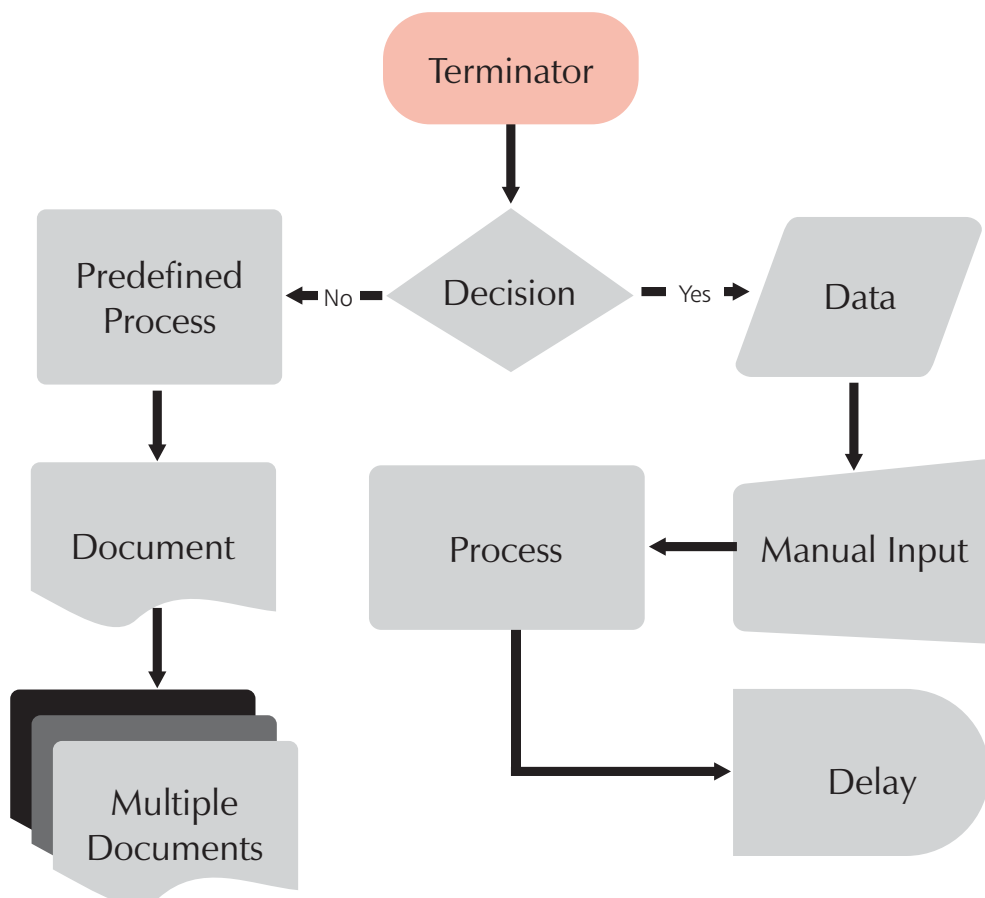 Terminator
Predefined
Process
No
Decision
Yes
Data
Document
Process
Manual Input
Multiple
Documents
Delay